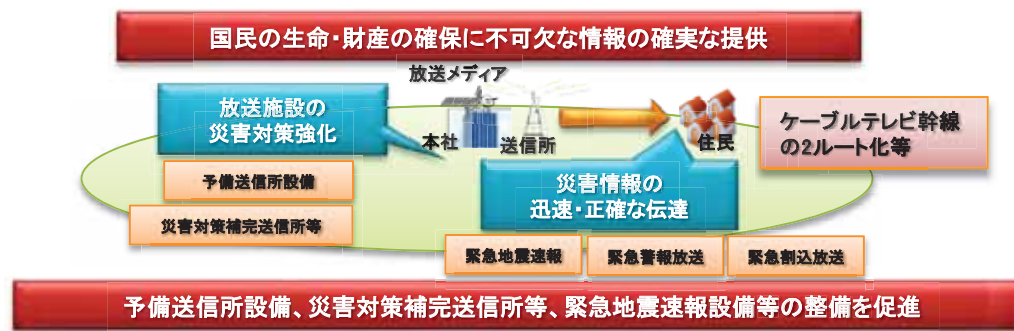 国民の生命・財産の確保に不可欠な情報の確実な提供
放送メディア
放送施設の
災害対策強化
本社
送信所
住民
ケーブルテレビ幹線
の2ルート化等
予備送信所設備
災害対策補完送信所等
災害情報の
迅速・正確な伝達
緊急地震速報
緊急警報放送
緊急割込放送
予備送信所設備、災害対策補完送信所等、緊急地震速報設備等の整備を促進